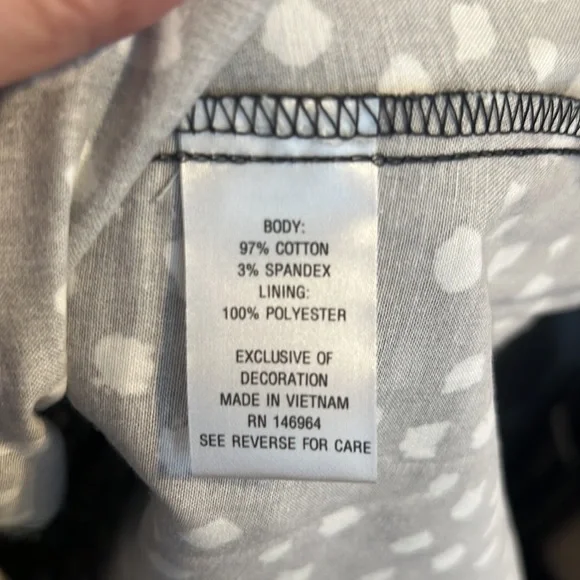 BODY:
97% COTTON
3% SPANDEX
LINING:
100% POLYESTER
EXCLUSIVE OF
DECORATION
MADE IN VIETNAM
RN 146964
SEE REVERSE FOR CARE